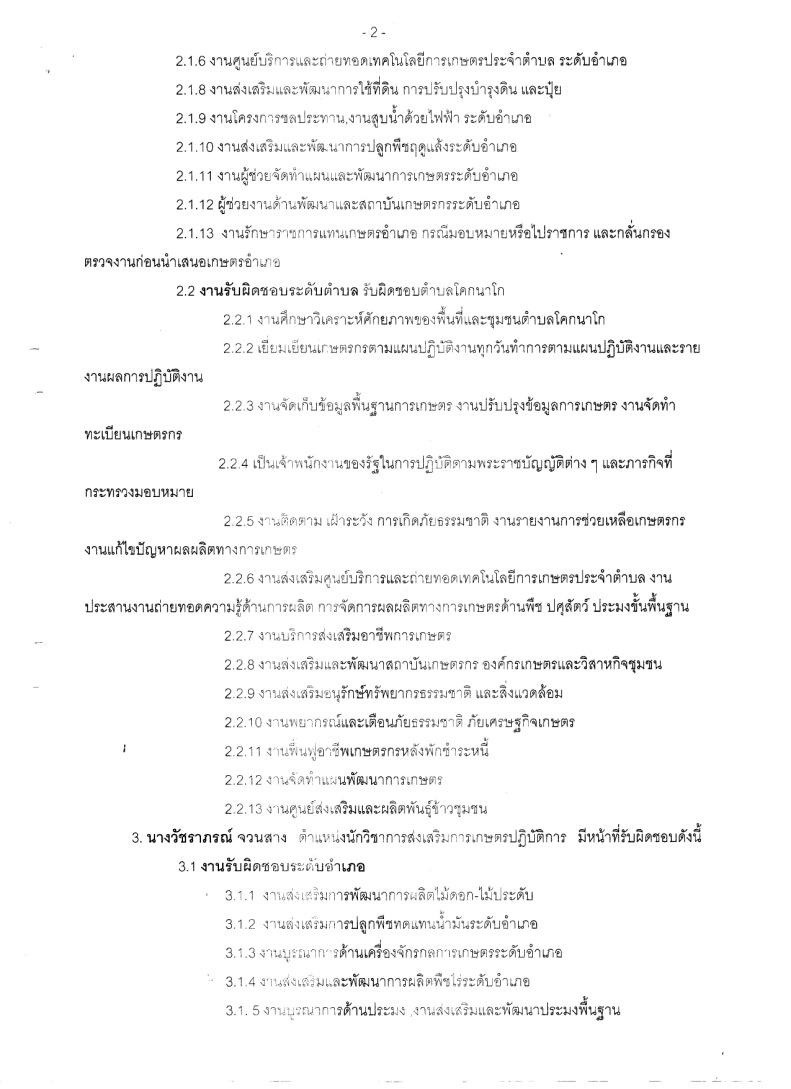 - 2 -
2.1.6 งานศูนย์บริการและถ่ายทอดเทคโนโลยีการเกษตรประจำตำบล ระดับอำเภอ
2.1.8 งานส่งเสริมและพัฒนาการใช้ที่ดิน การปรับปรุงบำรุงดิน และปุ๋ย
2.1.9 งานโครงการชลประทาน,งานสูบน้ำด้วยไฟฟ้า ระดับอำเภอ
2.1.10 งานส่งเสริมและพัฒนาการปลูกพืชฤดูแล้งระดับอำเภอ
2.1.11 งานผู้ช่วยจัดทำแผนและพัฒนาการเกษตรระดับอำเภอ
2.1.12 ผู้ช่วยงานด้านพัฒนาและสถาบันเกษตรกรระดับอำเภอ
2.1.13 งานรักษาราชการแทนเกษตรอำเภอ กรณีมอบหมายหรือไปราชการ และกลั่นกรอง
ตรวจงานก่อนนำเสนอเกษตรอำเภอ
2.2 งานรับผิดชอบระดับตำบล รับผิดชอบตำบลโคกนาโก
2.2.1 งานศึกษาวิเคราะห์ศักยภาพของพื้นที่และชุมชนตำบลโคกนาโก
2.2.2 เยี่ยมเยียนเกษตรกรตามแผนปฏิบัติงานทุกวันทำการตามแผนปฏิบัติงานและราย
งานผลการปฏิบัติงาน
2.2.3 งานจัดเก็บข้อมูลพื้นฐานการเกษตร งานปรับปรุงข้อมูลการเกษตร งานจัดทำ
ทะเบียนเกษตรกร
2.2.4 เป็นเจ้าพนักงานของรัฐในการปฏิบัติตามพระราชบัญญัติต่าง ๆ และภารกิจที่
กระทรวงมอบหมาย
2.2.5 งานติดตาม เฝ้าระวัง การเกิดภัยธรรมชาติ งานรายงานการช่วยเหลือเกษตรกร
งานแก้ไขปัญหาผลผลิตทางการเกษตร
2.2.6 งานส่งเสริมศูนย์บริการและถ่ายทอดเทคโนโลยีการเกษตรประจำตำบล งาน
ประสานงานถ่ายทอดความรู้ด้านการผลิต การจัดการผลผลิตทางการเกษตรด้านพืช ปศุสัตว์ ประมงขั้นพื้นฐาน
2.2.7 งานบริการส่งเสริมอาชีพการเกษตร
2.2.8 งานส่งเสริมและพัฒนาสถาบันเกษตรกร องค์กรเกษตรและวิสาหกิจชุมชน
2.2.9 งานส่งเสริมอนุรักษ์ทรัพยากรธรรมชาติ และสิ่งแวดล้อม
2.2.10 งานพยากรณ์และเตือนภัยธรรมชาติ ภัยเศรษฐกิจเกษตร
2.2.11 งานฟื้นฟูอาชีพเกษตรกรหลังพักชำระหนี้
2.2.12 งานจัดทำแผนพัฒนาการเกษตร
2.2.13 งานศูนย์ส่งเสริมและผลิตพันธุ์ข้าวชุมชน
3. นางวัชราภรณ์ จวนสาง ตำแหน่งนักวิชาการส่งเสริมการเกษตรปฏิบัติการ มีหน้าที่รับผิดชอบดังนี้
3.1 งานรับผิดชอบระดับอำเภอ
3.1.1 งานส่งเสริมการพัฒนาการผลิตไม้ดอก-ไม้ประดับ
3.1.2 งานส่งเสริมการปลูกพืชทดแทนน้ำมันระดับอำเภอ
3.1.3 งานบูรณาการด้านเครื่องจักรกลการเกษตรระดับอำเภอ
3.1.4 งานส่งเสริมและพัฒนาการผลิตพืชไร่ระดับอำเภอ
3.1. 5 งานบูรณาการด้านประมง ,งานส่งเสริมและพัฒนาประมงพื้นฐาน